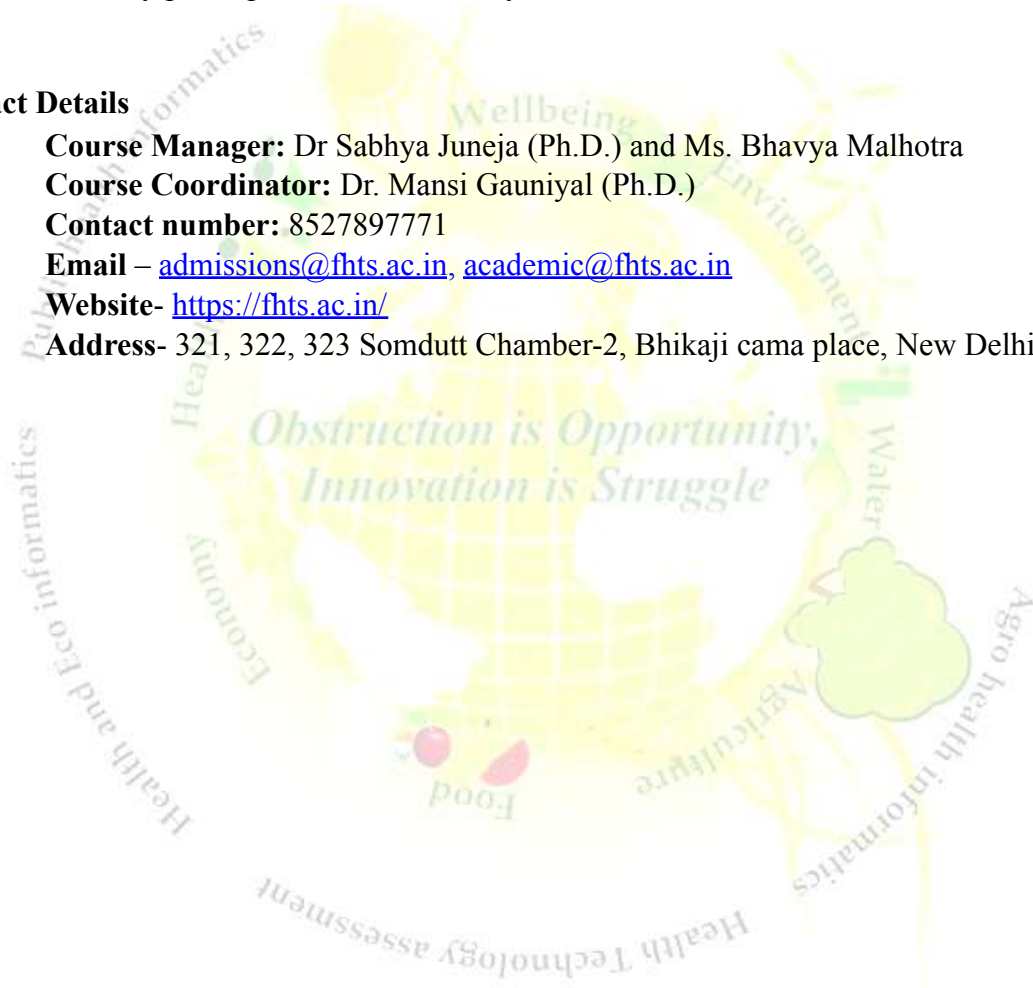 ct Details
Course Manager: Dr Sabhya Juneja (Ph.D.) and Ms. Bhavya Malhotra
Course Coordinator: Dr. Mansi Gauniyal (Ph.D.)
Contact number: 8527897771
Email – admissions@fhts.ac.in, academic@fhts.ac.in
Website- https://fhts.ac.in/
Address- 321, 322, 323 Somdutt Chamber-2, Bhikaji cama place, New Delhi
Wellbeing
Environment
Water
Agriculture
Food
Economy
Obstruction is Opportunity,
Innovation is Struggle
Health and Eco informatics
Agro health informatics
Health Technology assessment